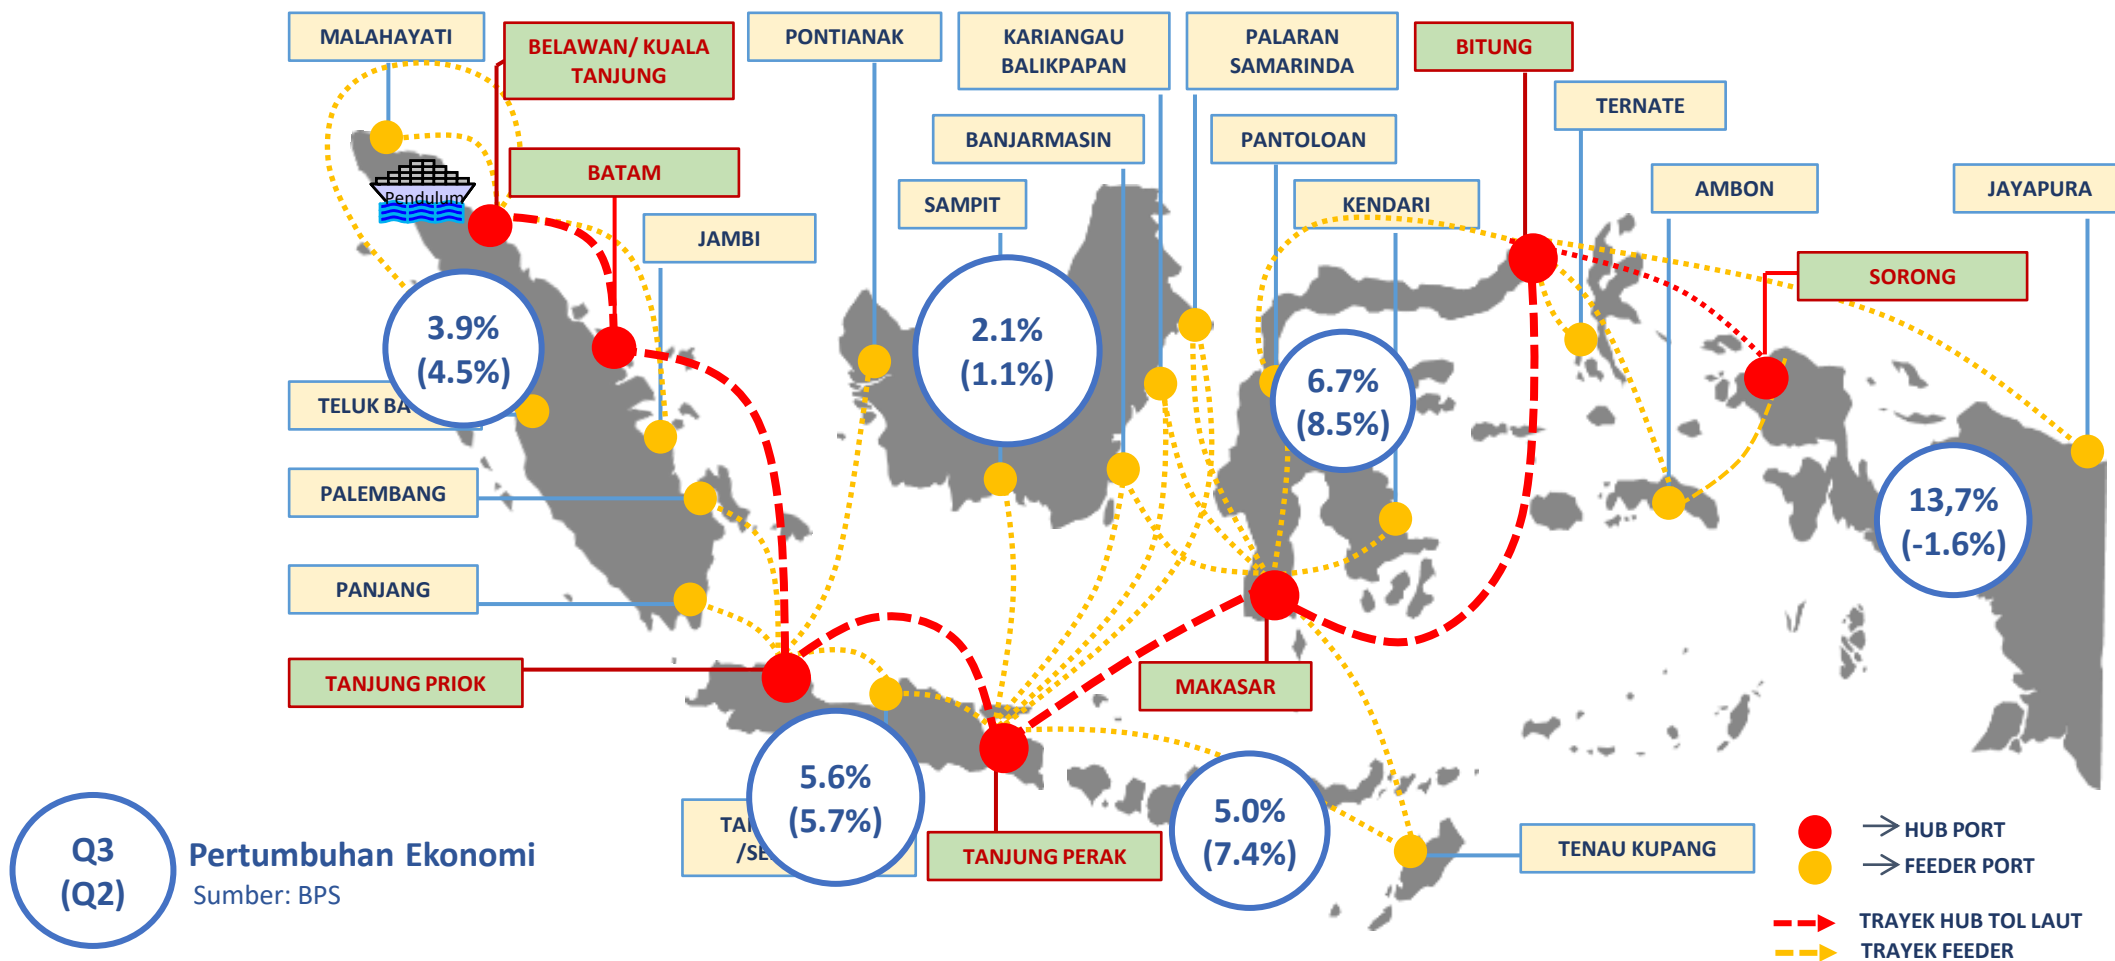 MALAHAYATI
BELAWAN/ KUALA
TANJUNG
PONTIANAK
KARIANGAU
BALIKPAPAN
PALARAN
SAMARINDA
BITUNG
TERNATE
BANJARMASIN
PANTOLOAN
BATAM
AMBON
JAYAPURA
Pendulum
SAMPIT
KENDARI
JAMBI
SORONG
3.9%
(4.5%)
2.1%
(1.1%)
6.7%
(8.5%)
TELUK
PALEMBANG
13,7%
(-1.6%)
PANJANG
TANJUNG PRIOK
MAKASAR
5.6%
(5.7%)
5.0%
(7.4%)
TANJUNG PERAK
TENAU KUPANG
Q3
(Q2)
Pertumbuhan Ekonomi
Sumber: BPS
HUB PORT
FEEDER PORT
TRAYEK HUB TOL LAUT
TRAYEK FEEDER